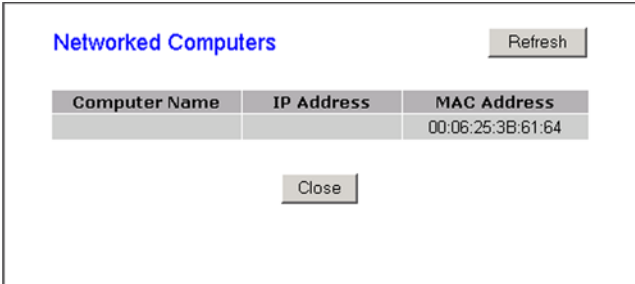 Networked Computers Refresh
Computer Name IP Address MAC Address
00:06:25:3B:61:64
Close